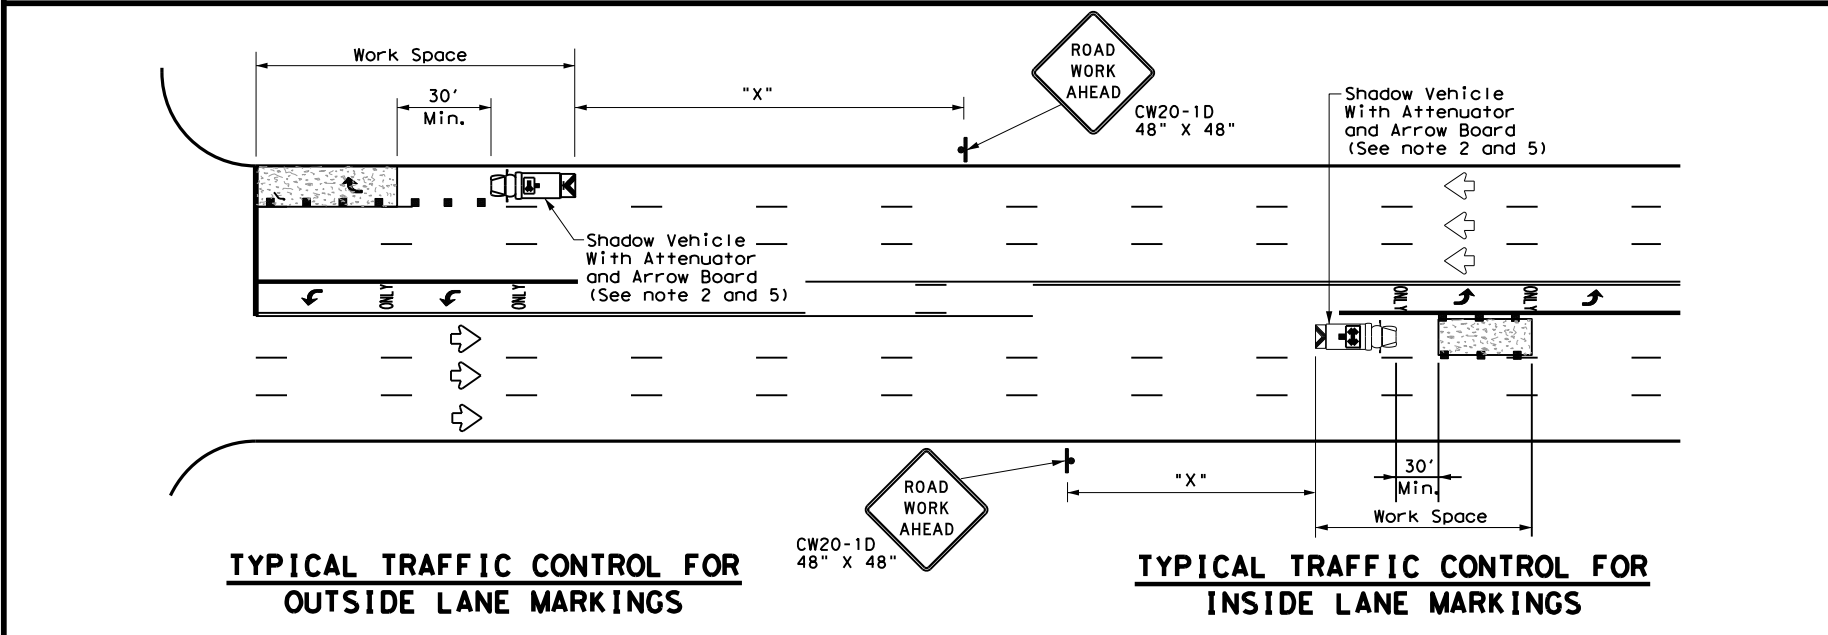 Work Space
30'
Min.
"X"
ROAD
WORK
AHEAD
CW20-1D
48" X 48"
Shadow Vehicle
With Attenuator
and Arrow Board
(See note 2 and 5)
Shadow Vehicle
With Attenuator
and Arrow Board
(See note 2 and 5)
ONLY
ONLY
ONLY
ONLY
ROAD
WORK
AHEAD
CW20-1D
48" X 48"
"X"
30'
Min.
Work Space
TYPICAL TRAFFIC CONTROL FOR
OUTSIDE LANE MARKINGS
TYPICAL TRAFFIC CONTROL FOR
INSIDE LANE MARKINGS